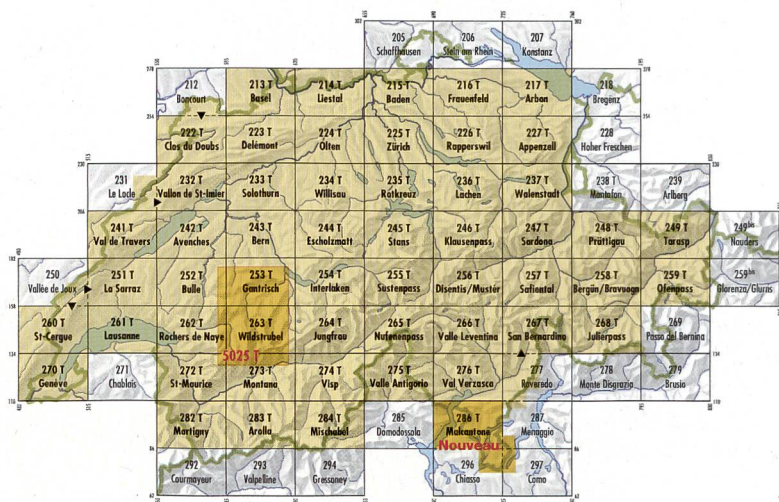 205 206 207
Schaffhausen Stein am Rhein Konstanz
212 213 T 214 T 215 T 216 T 217 T 218
Boncourt Basel Liestal Baden Frauenfeld Arbon Bregenz
222 T 223 T 224 T 225 T 226 T 227 T 228
Clos du Doubs Delémont Olten Zürich Rapperswil Appenzell Hoher Freschen
231 232 T 233 T 234 T 235 T 236 T 237 T 238 T 239
Le Locle Vallon de St-Imier Solothurn Willisau Rotkreuz Lachen Walenstadt Montafon Arlberg
241 T 242 T 243 T 244 T 245 T 246 T 247 T 248 T 249 T 249bis
Val de Travers Avenches Bern Escholzmatt Stans Klausenpass Sardona Prättigau Tarasp Nauders
250 251 T 252 T 253 T 254 T 255 T 256 T 257 T 258 T 259 T 259bis
Vallée de Joux La Sarraz Bulle Gantrisch Interlaken Sustenpass Disentis/Mustér Safiental Bergün/Bravuogn Ofenpass Glorenza/Glurns
260 T 261 T 262 T 263 T 264 T 265 T 266 T 267 T 268 T 269
St-Cergue Lausanne Rochers de Naye Wildstrubel Jungfrau Nufenenpass Valle Leventina San Bernardino Julierpass Passo del Bernina
5025 T
270 T 271 272 T 273 T 274 T 275 T 276 T 277 278 279
Genève Chablais St-Maurice Montana Visp Valle Antigorio Val Verzasca Roveredo Monte Disgrazia Brusio
282 T 283 T 284 T 285 286 T 287
Martigny Arolla Mischabel Domodossola Malcantone Menaggio
Nouveau
292 293 294 296 297
Courmayeur Valpelline Gressoney Chiasso Como